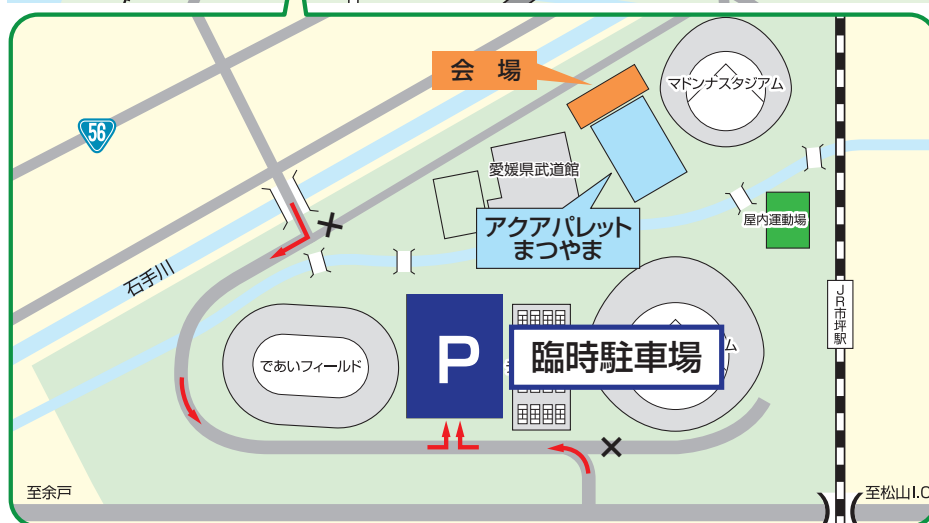 会場
マドンナスタジアム
56
愛媛県武道館
アクアパレット
まつやま
屋内運動場
石手川
JR市坪駅
であいフィールド
P
臨時駐車場
ム
至余戸
至松山I.C